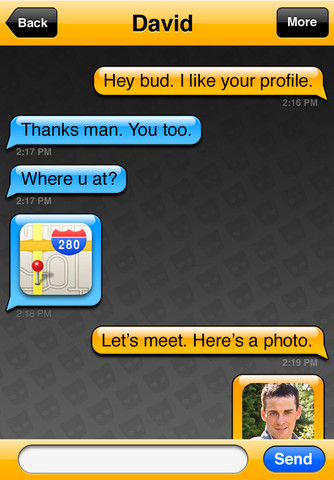 Back
David
More
Hey bud. I like your profile.
2:16 PM
Thanks man. You too.
2:17 PM
Where u at?
2:17 PM
280
2:18 PM
Let's meet. Here's a photo.
2:19 PM
Send